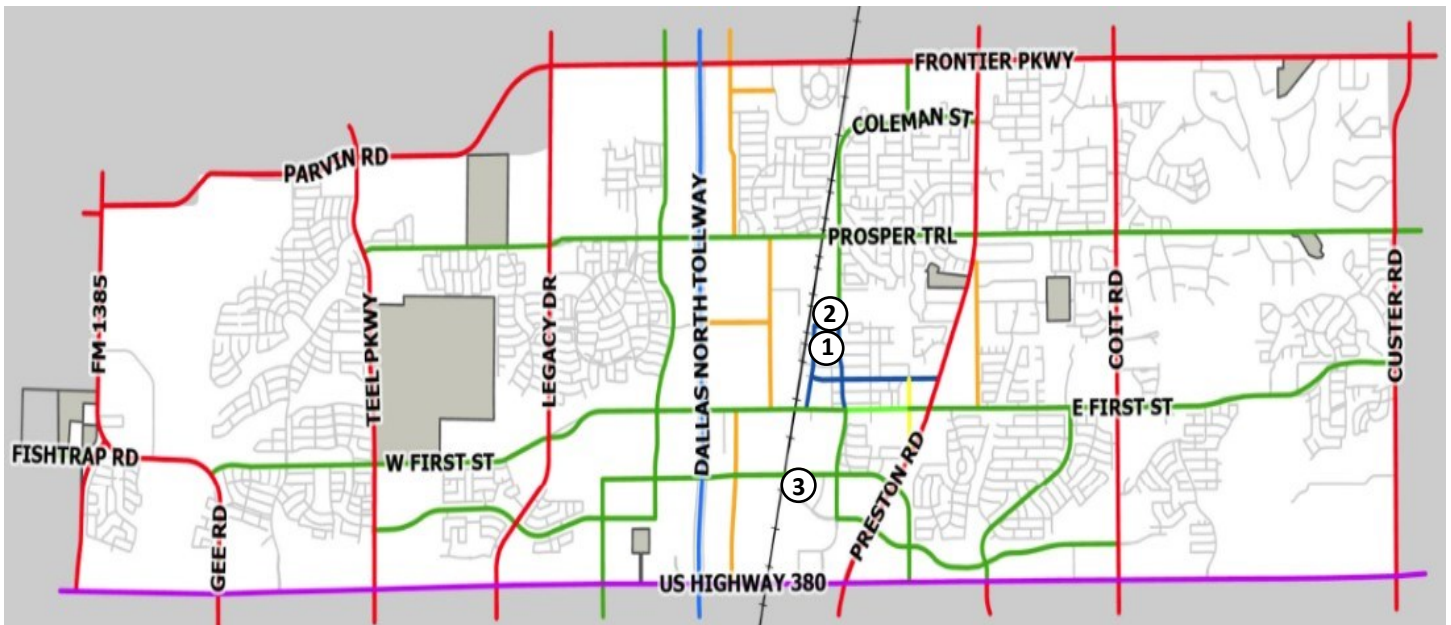 FRONTIER PKWY
COLEMAN ST
PARVIN RD
PROSPER TRL
DALLAS NORTH TOLLWAY
FM 1385
TEEL PKWY
LEGACY DR
COIT RD
CUSTER RD
2
1
E FIRST ST
FISHTRAP RD
W FIRST ST
3
PRESTON RD
GEE RD
US HIGHWAY 380